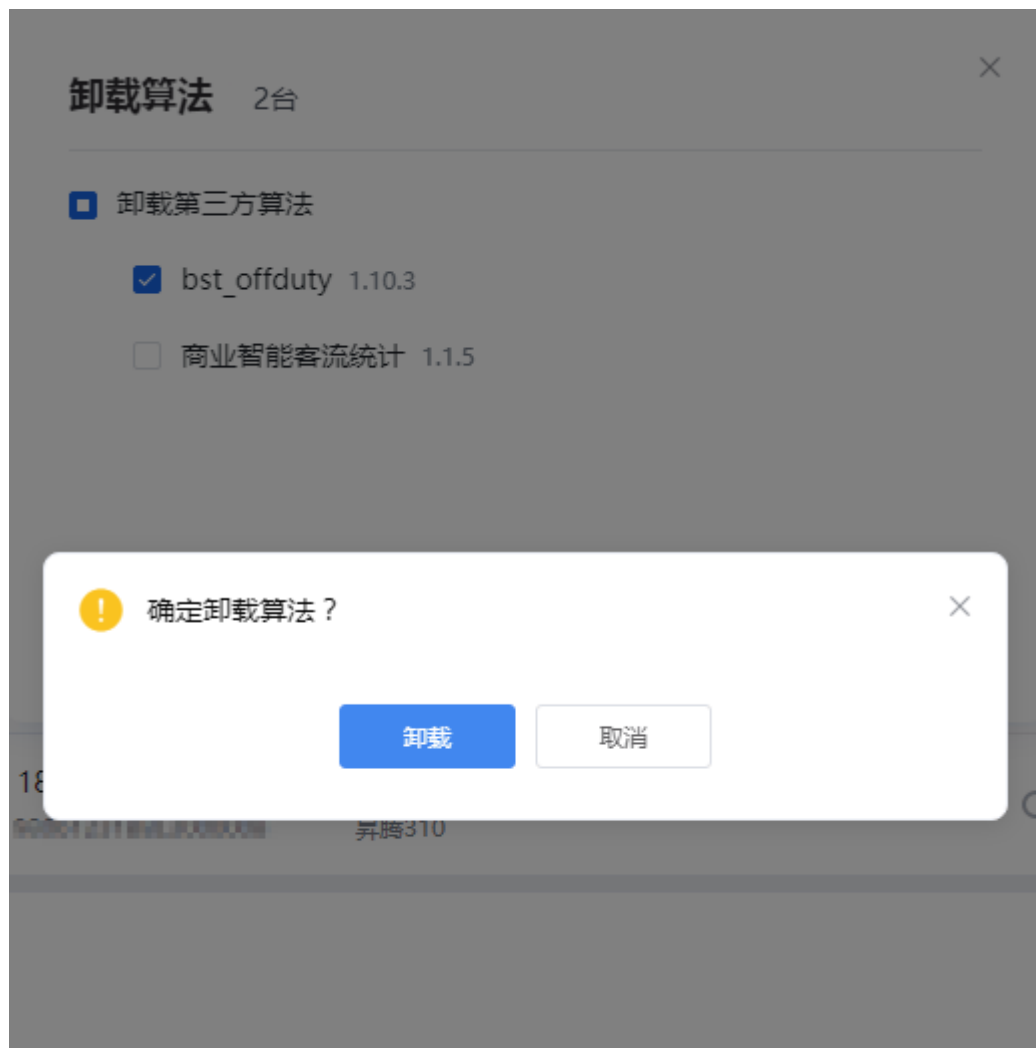 卸载算法 2台
卸载第三方算法
bst_offduty 1.10.3
商业智能客流统计 1.1.5
确定卸载算法？
卸载 取消
18
昇腾310